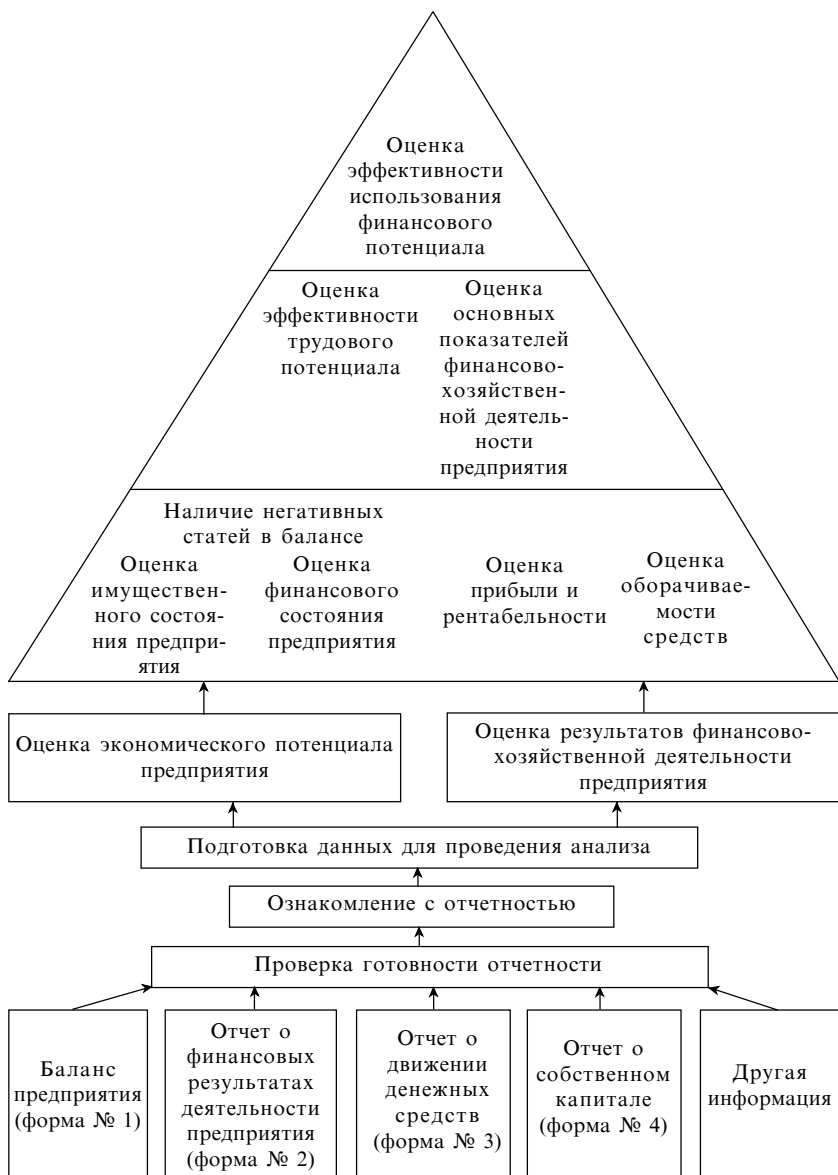 Оценка
эффективности
использования
финансового
потенциала
Оценка
эффективности
трудового
потенциала
Оценка
основных
показателей
финансово-
хозяйствен-
ной деятель-
ности
предприятия
Наличие негативных
статей в балансе
Оценка
имуществен-
ного состоя-
ния предпри-
ятия
Оценка
финансового
состояния
предприятия
Оценка
прибыли и
рентабельности
Оценка
оборачивае-
мости
средств
Оценка экономического потенциала
предприятия
Оценка результатов финансово-
хозяйственной деятельности
предприятия
Подготовка данных для проведения анализа
Ознакомление с отчетностью
Проверка готовности отчетности
Баланс
предприятия
(форма № 1)
Отчет о
финансовых
результатах
деятельности
предприятия
(форма № 2)
Отчет о
движении
денежных
средств
(форма № 3)
Отчет о
собственном
капитале
(форма № 4)
Другая
информация